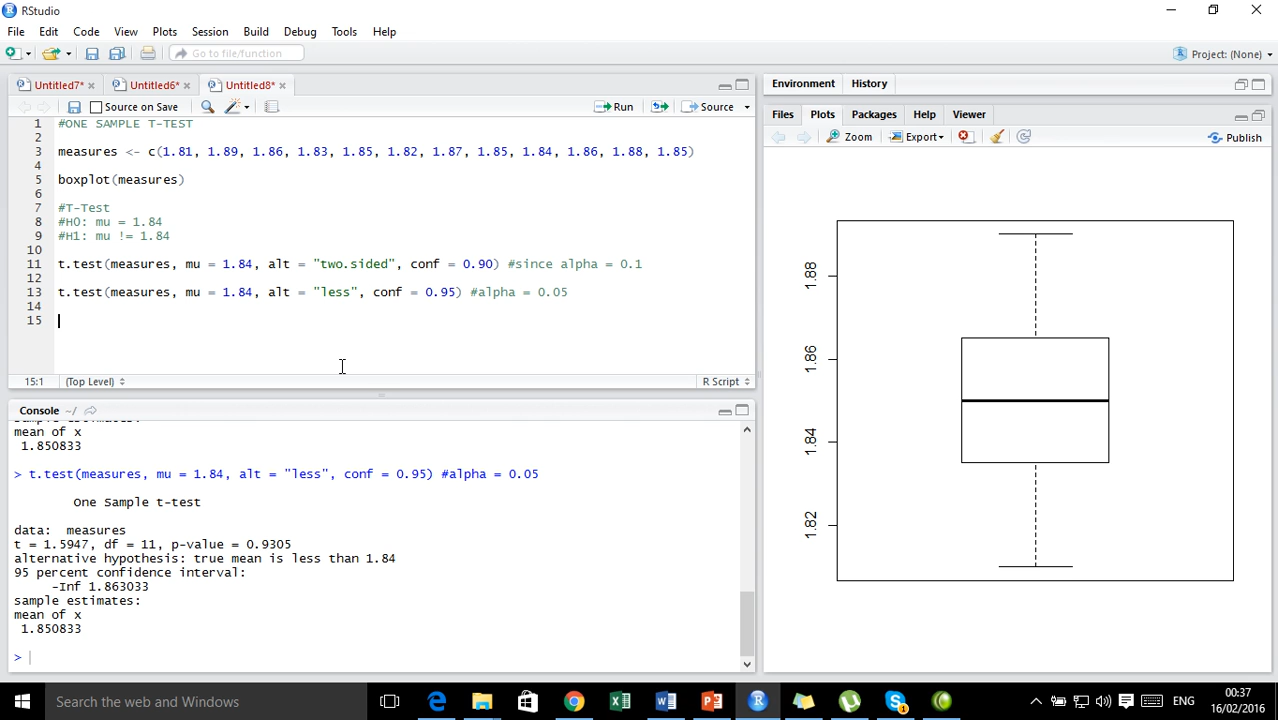 RStudio
File Edit Code View Plots Session Build Debug Tools Help
Go to file/function
Project: (None)
Untitled7* Untitled6* Untitled8*
Source on Save Run Source
1 #ONE SAMPLE T-TEST
2
3 measures <- c(1.81, 1.89, 1.86, 1.83, 1.85, 1.82, 1.87, 1.85, 1.84, 1.86, 1.88, 1.85)
4
5 boxplot(measures)
6
7 #T-Test
8 #H0: mu = 1.84
9 #H1: mu != 1.84
10
11 t.test(measures, mu = 1.84, alt = "two.sided", conf = 0.90) #since alpha = 0.1
12
13 t.test(measures, mu = 1.84, alt = "less", conf = 0.95) #alpha = 0.05
14
15
15:1 (Top Level) R Script
Console ~/
sample estimates:
mean of x
1.850833
> t.test(measures, mu = 1.84, alt = "less", conf = 0.95) #alpha = 0.05
One Sample t-test
data: measures
t = 1.5947, df = 11, p-value = 0.9305
alternative hypothesis: true mean is less than 1.84
95 percent confidence interval:
-Inf 1.863033
sample estimates:
mean of x
1.850833
>
Environment History
Files Plots Packages Help Viewer
Zoom Export Publish
1.88
1.86
1.84
1.82
Search the web and Windows
ENG
00:37
16/02/2016